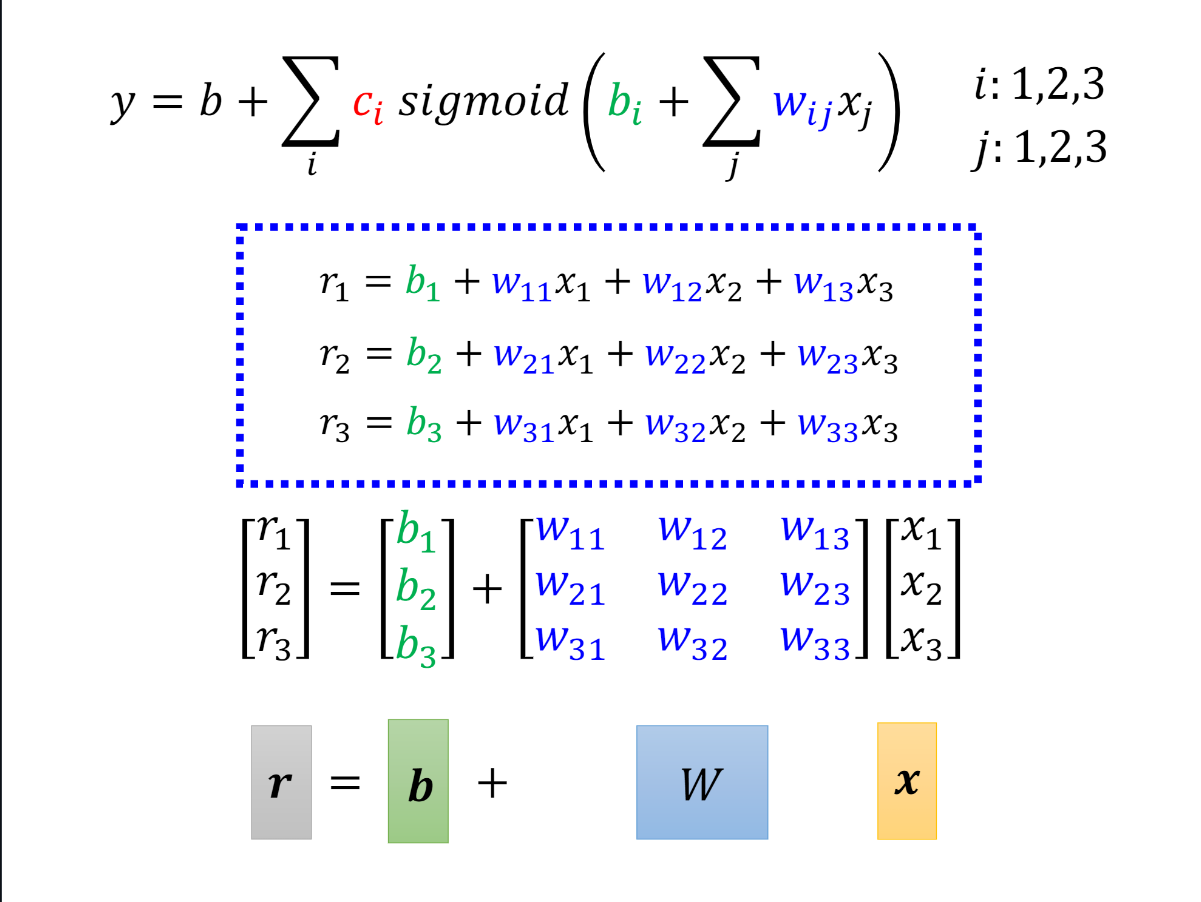 y = b + ∑_i c_i sigmoid ( b_i + ∑_j w_ij x_j )
i: 1,2,3
j: 1,2,3
r_1 = b_1 + w_11 x_1 + w_12 x_2 + w_13 x_3
r_2 = b_2 + w_21 x_1 + w_22 x_2 + w_23 x_3
r_3 = b_3 + w_31 x_1 + w_32 x_2 + w_33 x_3
[r_1] = [b_1] + [w_11 w_12 w_13] [x_1]
[r_2] = [b_2] + [w_21 w_22 w_23] [x_2]
[r_3] = [b_3] + [w_31 w_32 w_33] [x_3]
r = b + W x